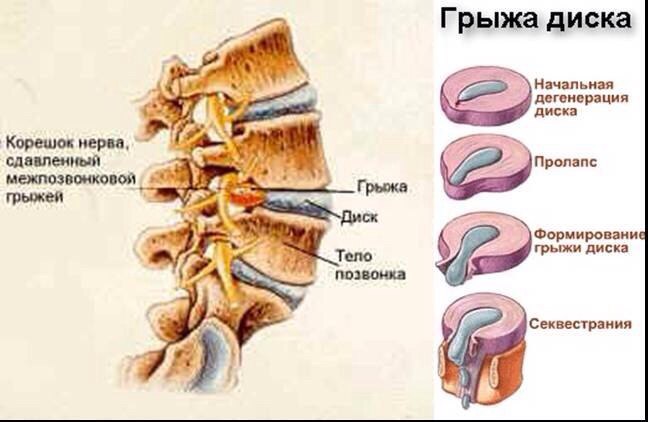 Грыжа диска
Корешок нерва,
сдавленный
межпозвонковой
грыжей
Грыжа
Диск
Тело
позвонка
Начальная
дегенерация
диска
Пролапс
Формирование
грыжи диска
Секвестрания